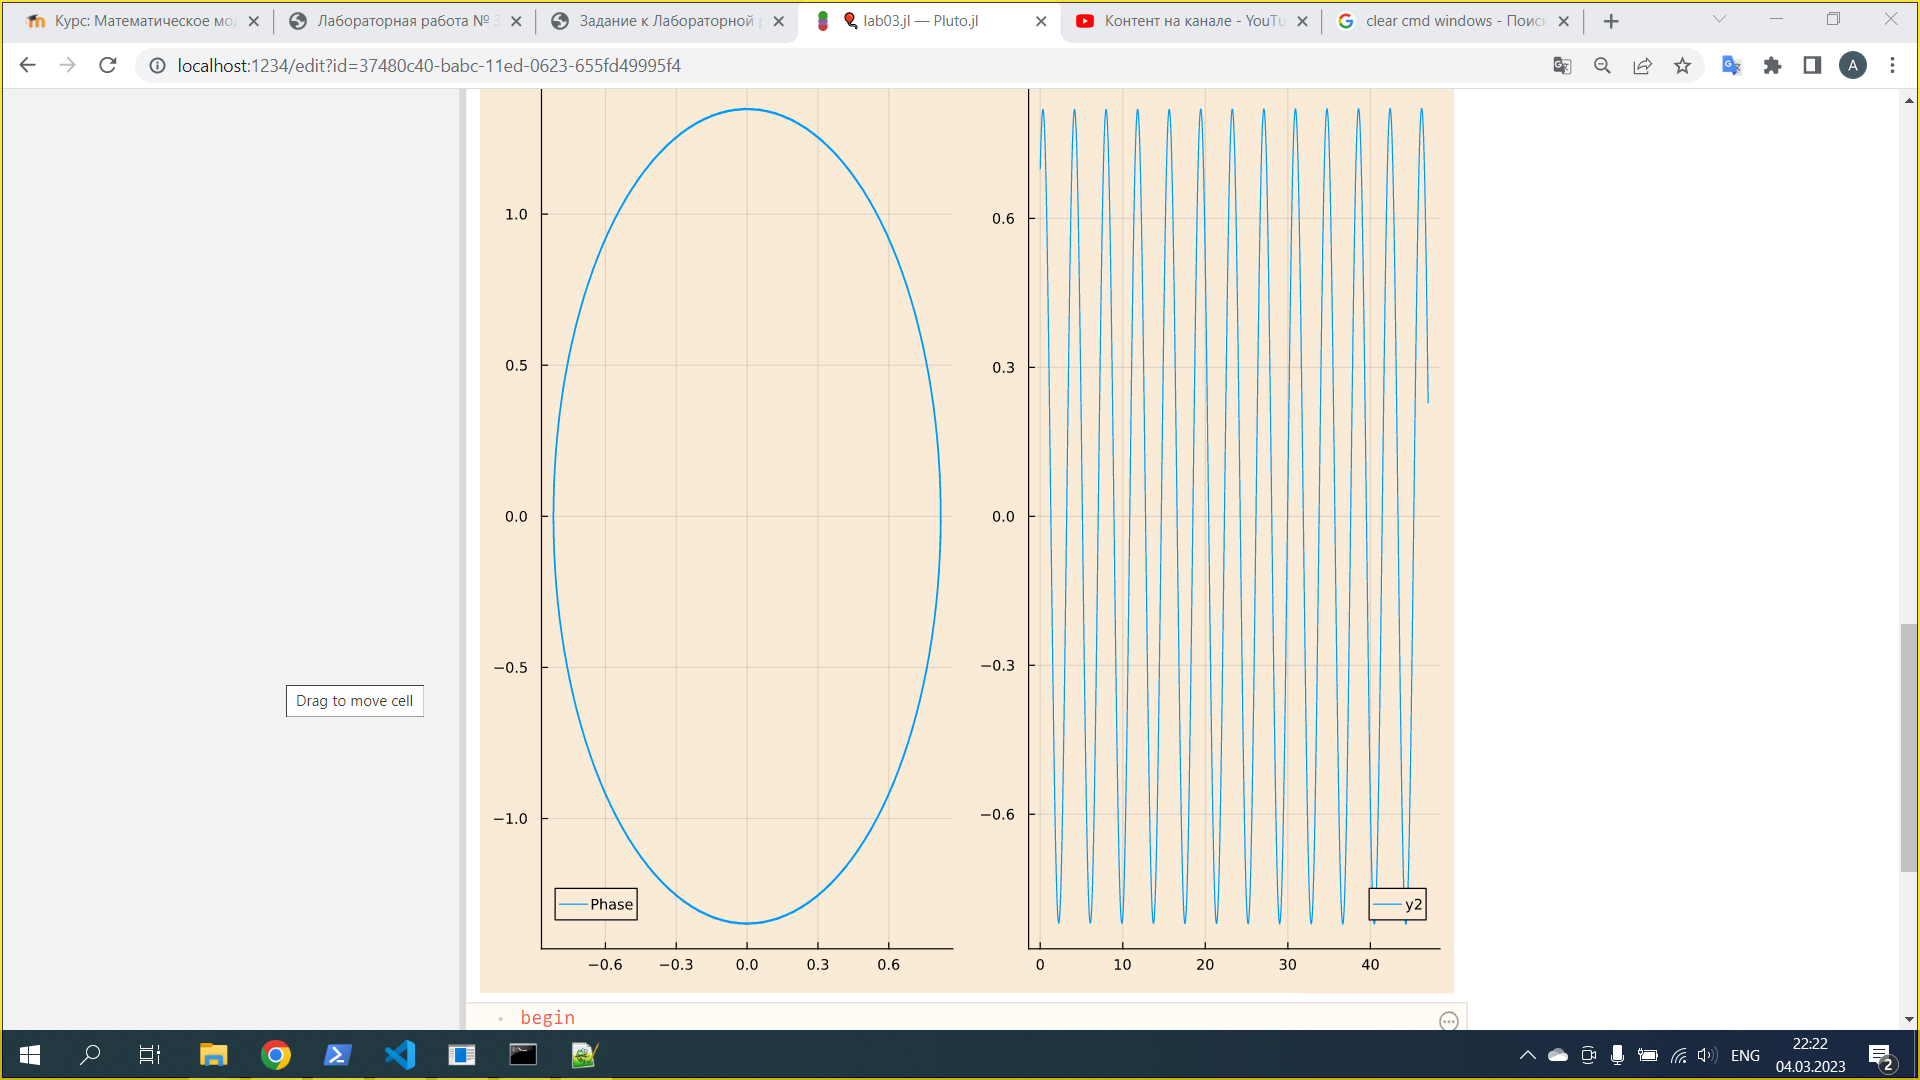 Курс: Математическое мо
Лабораторная работа № 3
Задание к Лабораторной р
lab03.jl — Pluto.jl
Контент на канале - YouTu
clear cmd windows - Поиск
localhost:1234/edit?id=37480c40-babc-11ed-0623-655fd49995f4
A
1.0
0.5
0.0
−0.5
−1.0
Phase
−0.6 −0.3 0.0 0.3 0.6
0.6
0.3
0.0
−0.3
−0.6
y2
0 10 20 30 40
Drag to move cell
begin
ENG
22:22
04.03.2023
2